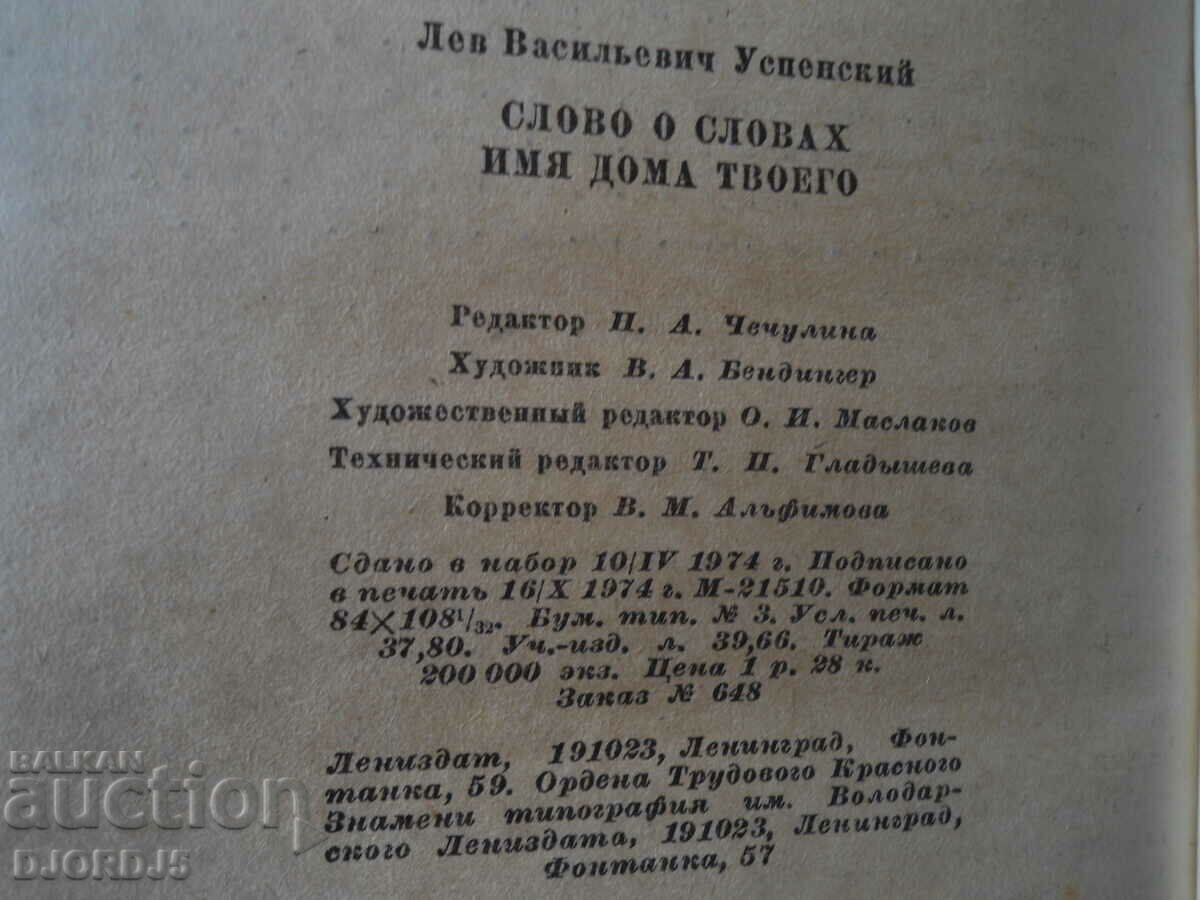 Лев Васильевич Успенский
СЛОВО О СЛОВАХ
ИМЯ ДОМА ТВОЕГО
Редактор Н. А. Чечулина
Художник В. А. Бендингер
Художественный редактор О. И. Маслаков
Технический редактор Т. П. Гладышева
Корректор В. М. Альфимова
Сдано в набор 10/IV 1974 г. Подписано
в печать 16/X 1974 г. М-21510. Формат
84×108¹/₃₂. Бум. тип. № 3. Усл. печ. л.
37,80. Уч.-изд. л. 39,66. Тираж
200 000 экз. Цена 1 р. 28 к.
Заказ № 648
Лениздат, 191023, Ленинград, Фон-
танка, 59. Ордена Трудового Красного
Знамени типография им. Володар-
ского Лениздата, 191023, Ленинград,
Фонтанка, 57
BALKAN
auction
DJORDJ5